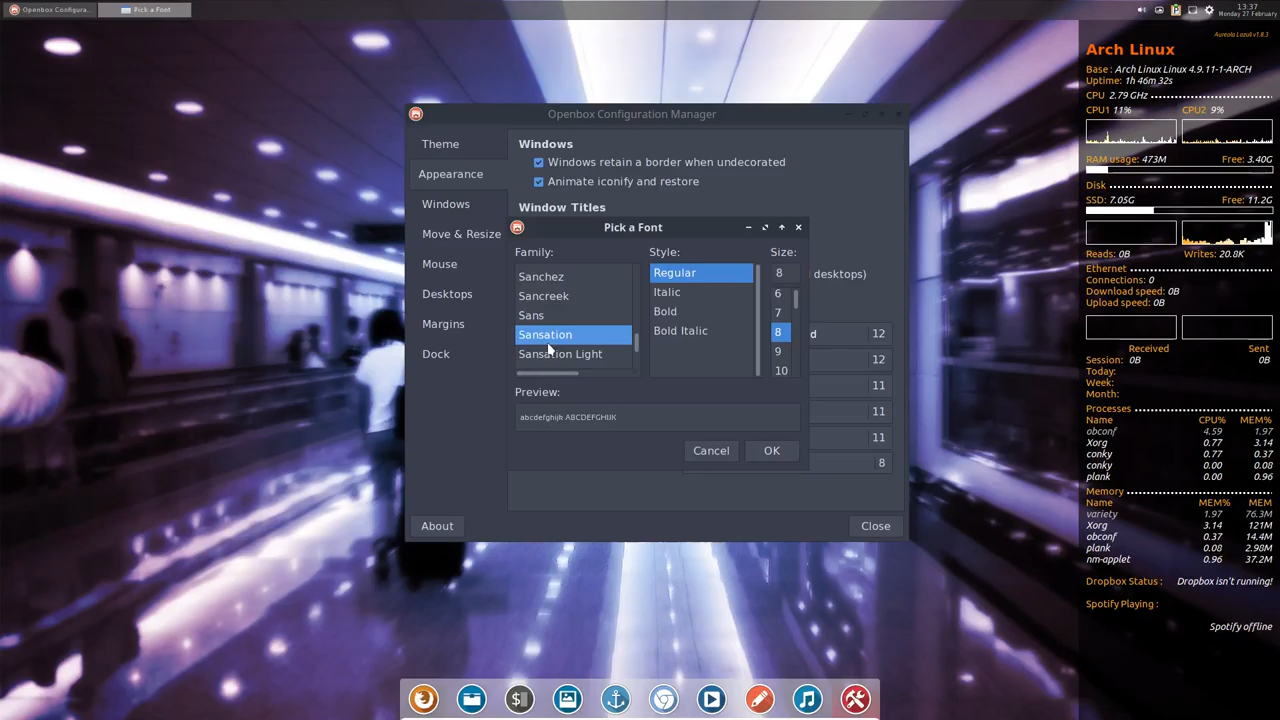 Openbox Configura...
Pick a Font
13:37
Monday 27 February
Openbox Configuration Manager
Theme
Appearance
Windows
Move & Resize
Mouse
Desktops
Margins
Dock
About
Windows
Windows retain a border when undecorated
Animate iconify and restore
Window Titles
desktops)
d
12
12
11
11
11
8
Close
Pick a Font
Family:
Sanchez
Sancreek
Sans
Sansation
Sansation Light
Style:
Regular
Italic
Bold
Bold Italic
Size:
8
6
7
8
9
10
Preview:
abcdefghijk ABCDEFGHIJK
Cancel
OK
Aureola Lazuli v1.8.3
Arch Linux
Base : Arch Linux Linux 4.9.11-1-ARCH
Uptime: 1h 46m 32s
CPU 2.79 GHz
CPU1 11% CPU2 9%
RAM usage: 473M Free: 3.40G
Disk
SSD: 7.05G Free: 11.2G
Reads: 0B Writes: 20.8K
Ethernet
Connections: 0
Download speed: 0B
Upload speed: 0B
Received Sent
Session: 0B 0B
Today:
Week:
Month:
Processes
Name CPU% MEM%
obconf 4.59 1.97
Xorg 0.77 3.14
conky 0.77 0.37
conky 0.00 0.08
plank 0.00 0.96
Memory
Name MEM% MEM
variety 1.97 76.3M
Xorg 3.14 121M
obconf 0.37 14.4M
plank 0.08 2.98M
nm-applet 0.96 37.2M
Dropbox Status : Dropbox isn't running!
Spotify Playing :
Spotify offline